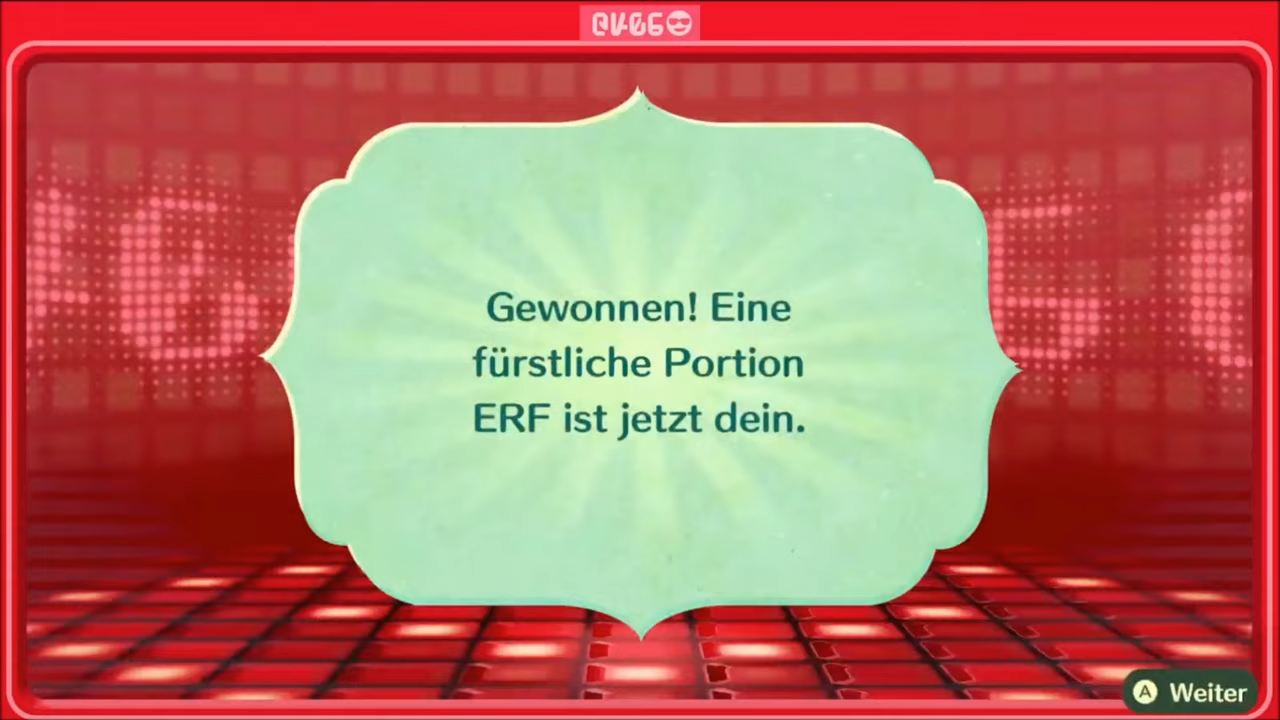 Gewonnen! Eine
fürstliche Portion
ERF ist jetzt dein.
A Weiter